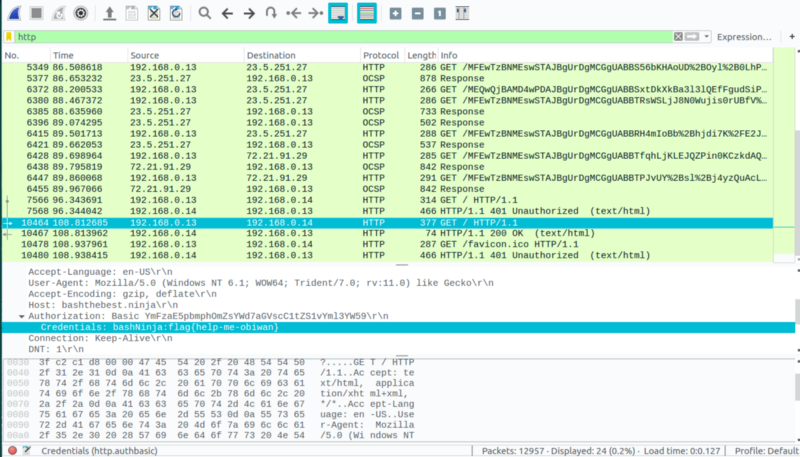 http
Expression…
+
No. Time Source Destination Protocol Length Info
5349 86.508618 192.168.0.13 23.5.251.27 HTTP 286 GET /MFEwTzBNMEswSTAJBgUrDgMCGgUABBS56bKHAoUD%2BOyl%2B0LhP…
5377 86.653232 23.5.251.27 192.168.0.13 OCSP 878 Response
6372 88.200533 192.168.0.13 23.5.251.27 HTTP 266 GET /MEQwQjBAMD4wPDAJBgUrDgMCGgUABBSxtDkXkBa3l3lQEfFgudSiP…
6380 88.467372 192.168.0.13 23.5.251.27 HTTP 286 GET /MFEwTzBNMEswSTAJBgUrDgMCGgUABBTRsWSLjJ8N0Wujis0rUBfV%…
6385 88.635960 23.5.251.27 192.168.0.13 OCSP 733 Response
6396 89.074295 23.5.251.27 192.168.0.13 OCSP 502 Response
6415 89.501713 192.168.0.13 23.5.251.27 HTTP 288 GET /MFEwTzBNMEswSTAJBgUrDgMCGgUABBRH4mIoBb%2Bhjdi7K%2FE2J…
6421 89.662053 23.5.251.27 192.168.0.13 OCSP 537 Response
6428 89.698964 192.168.0.13 72.21.91.29 HTTP 285 GET /MFEwTzBNMEswSTAJBgUrDgMCGgUABBTfqhLjKLEJQZPin0KCzkdAQ…
6438 89.795819 72.21.91.29 192.168.0.13 OCSP 842 Response
6447 89.860068 192.168.0.13 72.21.91.29 HTTP 291 GET /MFEwTzBNMEswSTAJBgUrDgMCGgUABBTPJvUY%2Bsl%2Bj4yzQuAcL…
6455 89.967066 72.21.91.29 192.168.0.13 OCSP 842 Response
7566 96.343691 192.168.0.13 192.168.0.14 HTTP 314 GET / HTTP/1.1
7568 96.344042 192.168.0.14 192.168.0.13 HTTP 466 HTTP/1.1 401 Unauthorized (text/html)
10464 108.812685 192.168.0.13 192.168.0.14 HTTP 377 GET / HTTP/1.1
10467 108.813962 192.168.0.14 192.168.0.13 HTTP 74 HTTP/1.1 200 OK (text/html)
10478 108.937961 192.168.0.13 192.168.0.14 HTTP 287 GET /favicon.ico HTTP/1.1
10480 108.938415 192.168.0.14 192.168.0.13 HTTP 466 HTTP/1.1 401 Unauthorized (text/html)
Accept-Language: en-US\r\n
User-Agent: Mozilla/5.0 (Windows NT 6.1; WOW64; Trident/7.0; rv:11.0) like Gecko\r\n
Accept-Encoding: gzip, deflate\r\n
Host: bashthebest.ninja\r\n
Authorization: Basic YmFzaE5pbmphOmZsYWd7aGVscC1tZS1vYml3YW59\r\n
Credentials: bashNinja:flag{help-me-obiwan}
Connection: Keep-Alive\r\n
DNT: 1\r\n
0030 3f c2 c1 d8 00 00 47 45 54 20 2f 20 48 54 54 50 ?.....GE T / HTTP
0040 2f 31 2e 31 0d 0a 41 63 63 65 70 74 3a 20 74 65 /1.1..Ac cept: te
0050 78 74 2f 68 74 6d 6c 2c 20 61 70 70 6c 69 63 61 xt/html, applica
0060 74 69 6f 6e 2f 78 68 74 6d 6c 2b 78 6d 6c 2c 20 tion/xht ml+xml,
0070 2a 2f 2a 0d 0a 41 63 63 65 70 74 2d 4c 61 6e 67 */*..Acc ept-Lang
0080 75 61 67 65 3a 20 65 6e 2d 55 53 0d 0a 55 73 65 uage: en -US..Use
0090 72 2d 41 67 65 6e 74 3a 20 4d 6f 7a 69 6c 6c 61 r-Agent: Mozilla
00a0 2f 35 2e 30 20 28 57 69 6e 64 6f 77 73 20 4e 54 /5.0 (Wi ndows NT
Credentials (http.authbasic) Packets: 12957 · Displayed: 24 (0.2%) · Load time: 0:0.127 Profile: Default